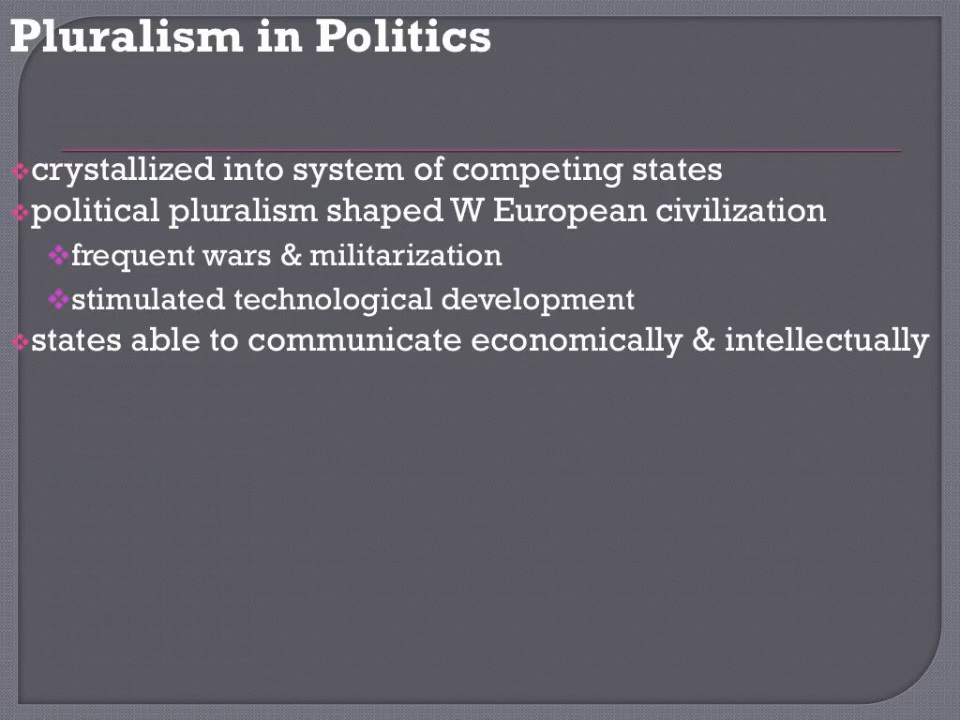 Pluralism in Politics
crystallized into system of competing states
political pluralism shaped W European civilization
frequent wars & militarization
stimulated technological development
states able to communicate economically & intellectually